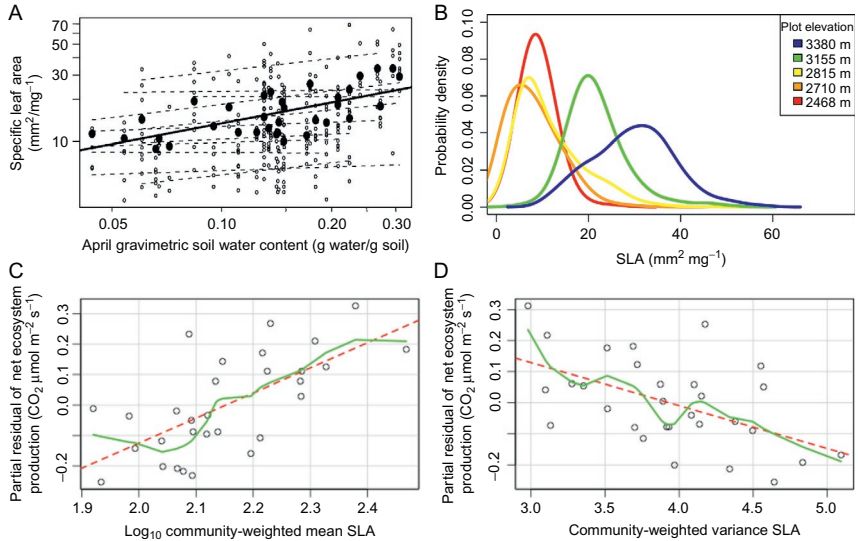 A
Specific leaf area
(mm²/mg⁻¹)
70
50
30
10
0.05
0.10
0.20
0.30
April gravimetric soil water content (g water/g soil)
B
Probability density
0.10
0.08
0.06
0.04
0.02
0.00
0
20
40
60
SLA (mm² mg⁻¹)
Plot elevation
3380 m
3155 m
2815 m
2710 m
2468 m
C
Partial residual of net ecosystem
production (CO₂ μmol m⁻² s⁻¹)
0.3
0.2
0.1
0.0
−0.2
1.9
2.0
2.1
2.2
2.3
2.4
Log₁₀ community-weighted mean SLA
D
Partial residual of net ecosystem
production (CO₂ μmol m⁻² s⁻¹)
0.3
0.2
0.1
0.0
−0.2
3.0
3.5
4.0
4.5
5.0
Community-weighted variance SLA